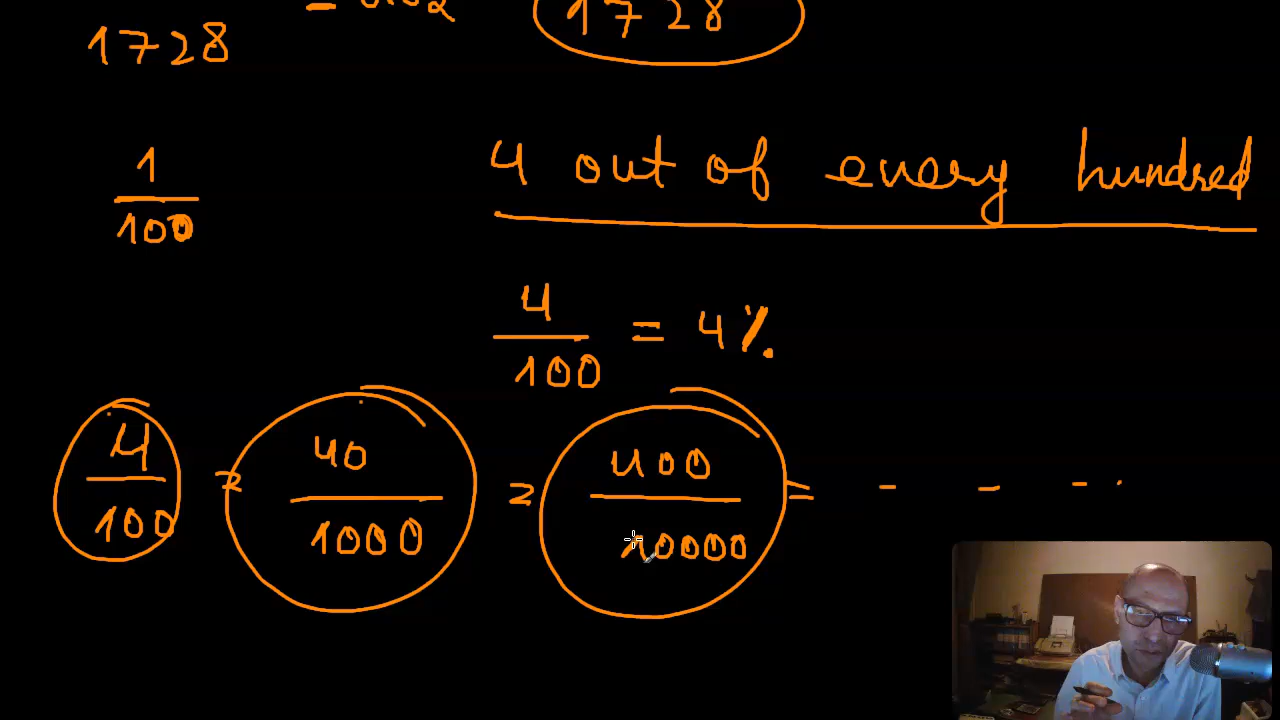 1728
1728
1/100
4 out of every hundred
4/100 = 4%
4/100 = 40/1000 = 400/10000 = - - - .